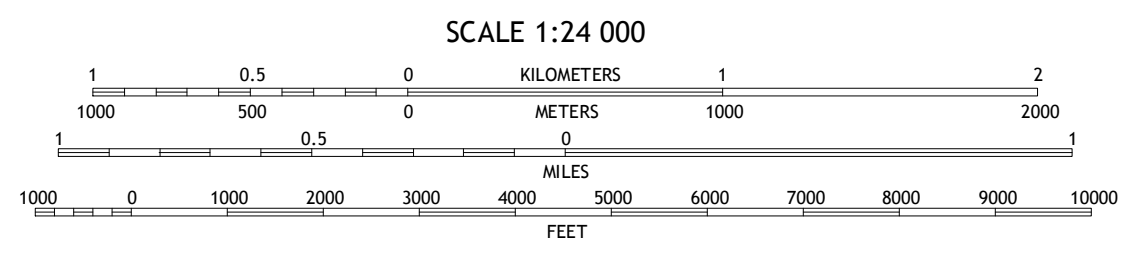 SCALE 1:24 000
1 0.5 0 KILOMETERS 1 2
1000 500 0 METERS 1000 2000
1 0.5 0 1
MILES
1000 0 1000 2000 3000 4000 5000 6000 7000 8000 9000 10000
FEET